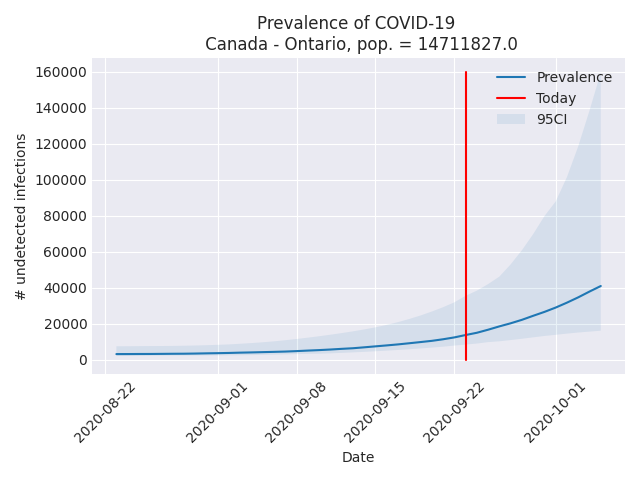 Prevalence of COVID-19
Canada - Ontario, pop. = 14711827.0
160000
140000
120000
100000
80000
60000
40000
20000
0
# undetected infections
Prevalence
Today
95CI
2020-08-22
2020-09-01
2020-09-08
2020-09-15
2020-09-22
2020-10-01
Date